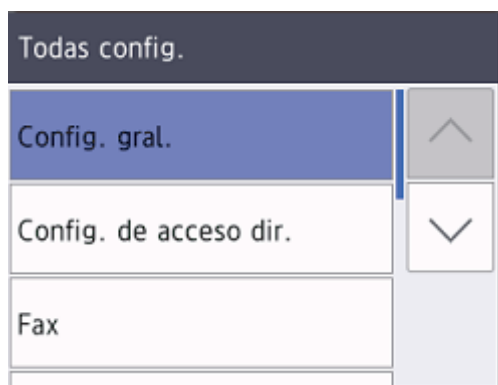 Todas config.
Config. gral.
Config. de acceso dir.
Fax